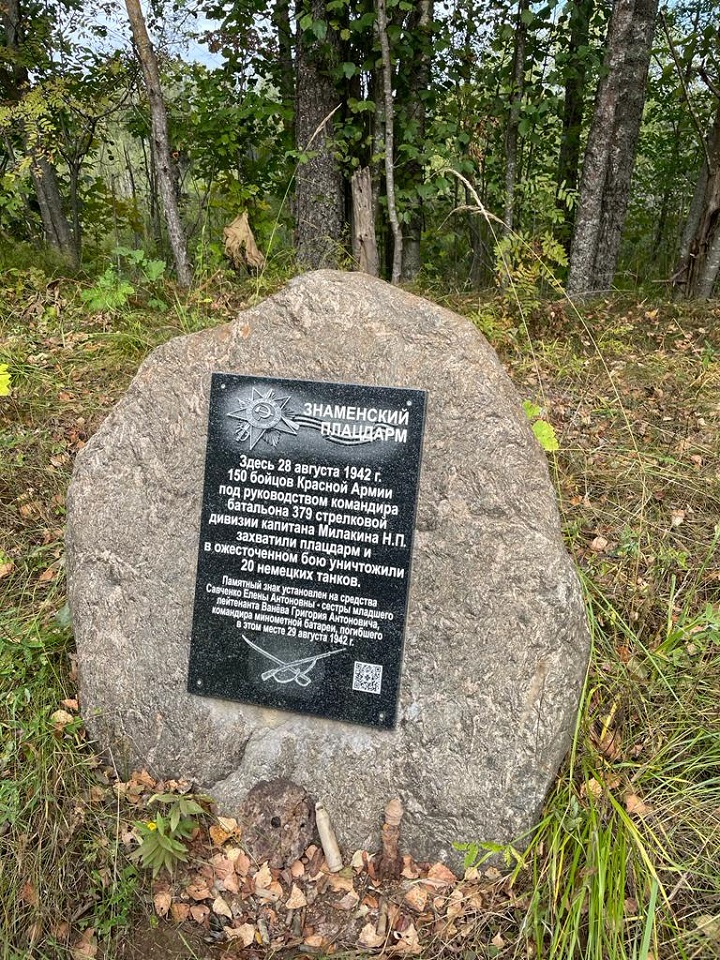 ЗНАМЕНСКИЙ
ПЛАЦДАРМ
Здесь 28 августа 1942 г.
150 бойцов Красной Армии
под руководством командира
батальона 379 стрелковой
дивизии капитана Милакина Н.П.
захватили плацдарм и
в ожесточенном бою уничтожили
20 немецких танков.
Памятный знак установлен на средства
Савченко Елены Антоновны - сестры младшего
лейтенанта Ванёва Григория Антоновича,
командира минометной батареи, погибшего
в этом месте 29 августа 1942 г.